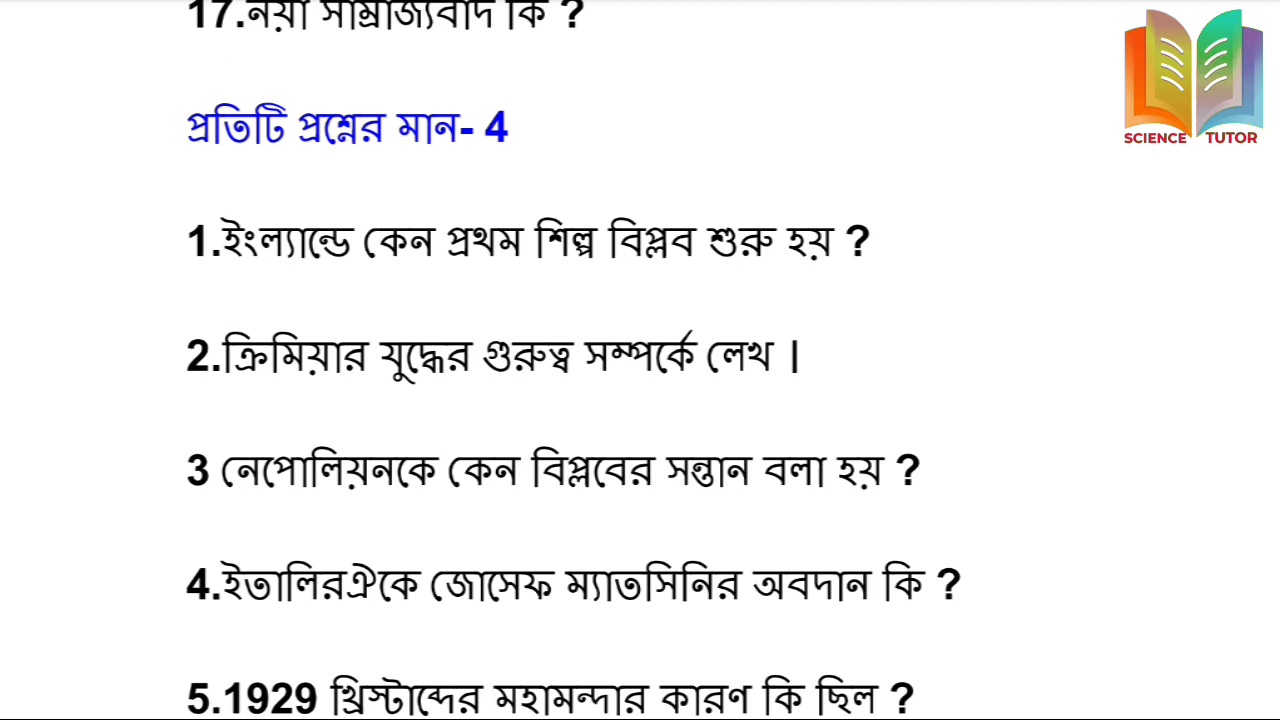 17.নয়া সাম্রাজ্যবাদ কি ?
SCIENCE TUTOR
প্রতিটি প্রশ্নের মান- 4
1.ইংল্যান্ডে কেন প্রথম শিল্প বিপ্লব শুরু হয় ?
2.ক্রিমিয়ার যুদ্ধের গুরুত্ব সম্পর্কে লেখ ।
3 নেপোলিয়নকে কেন বিপ্লবের সন্তান বলা হয় ?
4.ইতালিরঐকে জোসেফ ম্যাতসিনির অবদান কি ?
5.1929 খ্রিস্টাব্দের মহামন্দার কারণ কি ছিল ?